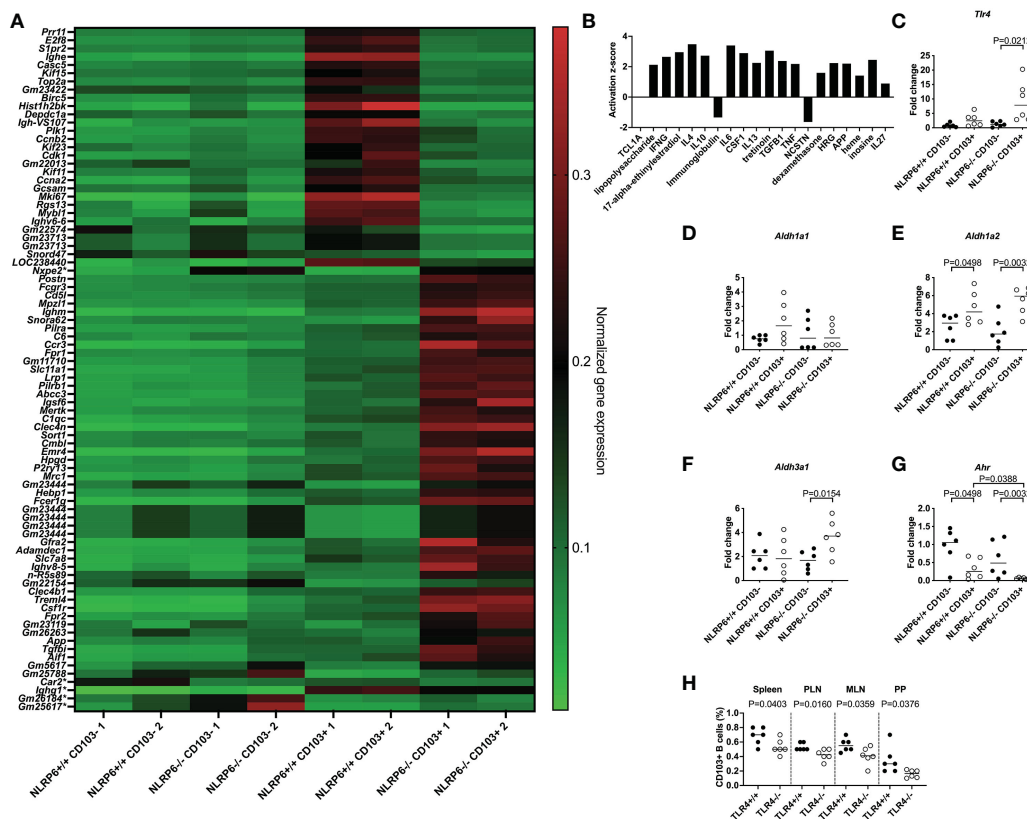 A
Prr11
E2f8
S1pr2
Ighe
Casc5
Kif15
Top2a
Gm23422
Birc5
Hist1h2bk
Depdc1a
Igh-VS107
Plk1
Ccnb2
Kif23
Cdk1
Gm22013
Kif11
Ccna2
Gcsam
Mki67
Rgs13
Mybl1
Ighv6-6
Gm22574
Gm23713
Gm23713
Snord47
LOC238440
Nxpe2*
Postn
Fcgr3
Cd5l
Mpzl1
Ighm
Snora62
Pilra
C6
Ccr3
Fpr1
Gm11710
Slc11a1
Lrp1
Pilrb1
Abcc3
Igsf6
Mertk
C1qc
Clec4n
Sort1
Cmbl
Emr4
Hpgd
P2ry13
Mrc1
Gm23444
Hebp1
Fcer1g
Gm23444
Gm23444
Gm23444
Gm23444
Gfra2
Adamdec1
Slc7a8
Ighv8-5
n-R5s89
Gm22154
Clec4b1
Treml4
Csf1r
Fpr2
Gm23119
Gm26263
App
Tgfbi
Aif1
Gm5617
Gm25788
Car2*
Ighg1*
Gm26184*
Gm25617*
NLRP6+/+ CD103- 1
NLRP6+/+ CD103- 2
NLRP6-/- CD103- 1
NLRP6-/- CD103- 2
NLRP6+/+ CD103+ 1
NLRP6+/+ CD103+ 2
NLRP6-/- CD103+ 1
NLRP6-/- CD103+ 2
0.3
0.2
0.1
Normalized gene expression
B
Activation z-score
4
2
0
-2
TCL1A
lipopolysaccharide
IFNG
17-alpha-ethinylestradiol
IL4
IL10
Immunoglobulin
IL6
CSF1
IL13
tretinoin
TGFB1
TNF
NCSTN
dexamethasone
NRG
APP
heme
inosine
IL27
C
Tlr4
P=0.021
Fold change
25
20
15
10
5
0
NLRP6+/+ CD103-
NLRP6+/+ CD103+
NLRP6-/- CD103-
NLRP6-/- CD103+
D
Aldh1a1
Fold change
6
4
2
0
NLRP6+/+ CD103-
NLRP6+/+ CD103+
NLRP6-/- CD103-
NLRP6-/- CD103+
E
Aldh1a2
P=0.0498
P=0.003
Fold change
8
6
4
2
0
NLRP6+/+ CD103-
NLRP6+/+ CD103+
NLRP6-/- CD103-
NLRP6-/- CD103+
F
Aldh3a1
P=0.0154
Fold change
6
4
2
0
NLRP6+/+ CD103-
NLRP6+/+ CD103+
NLRP6-/- CD103-
NLRP6-/- CD103+
G
Ahr
P=0.0388
P=0.0498
P=0.003
Fold change
2.0
1.5
1.0
0.5
0.0
NLRP6+/+ CD103-
NLRP6+/+ CD103+
NLRP6-/- CD103-
NLRP6-/- CD103+
H
Spleen PLN MLN PP
P=0.0403 P=0.0160 P=0.0359 P=0.0376
CD103+ B cells (%)
1.0
0.8
0.6
0.4
0.2
0.0
TLR4+/+
TLR4-/-
TLR4+/+
TLR4-/-
TLR4+/+
TLR4-/-
TLR4+/+
TLR4-/-